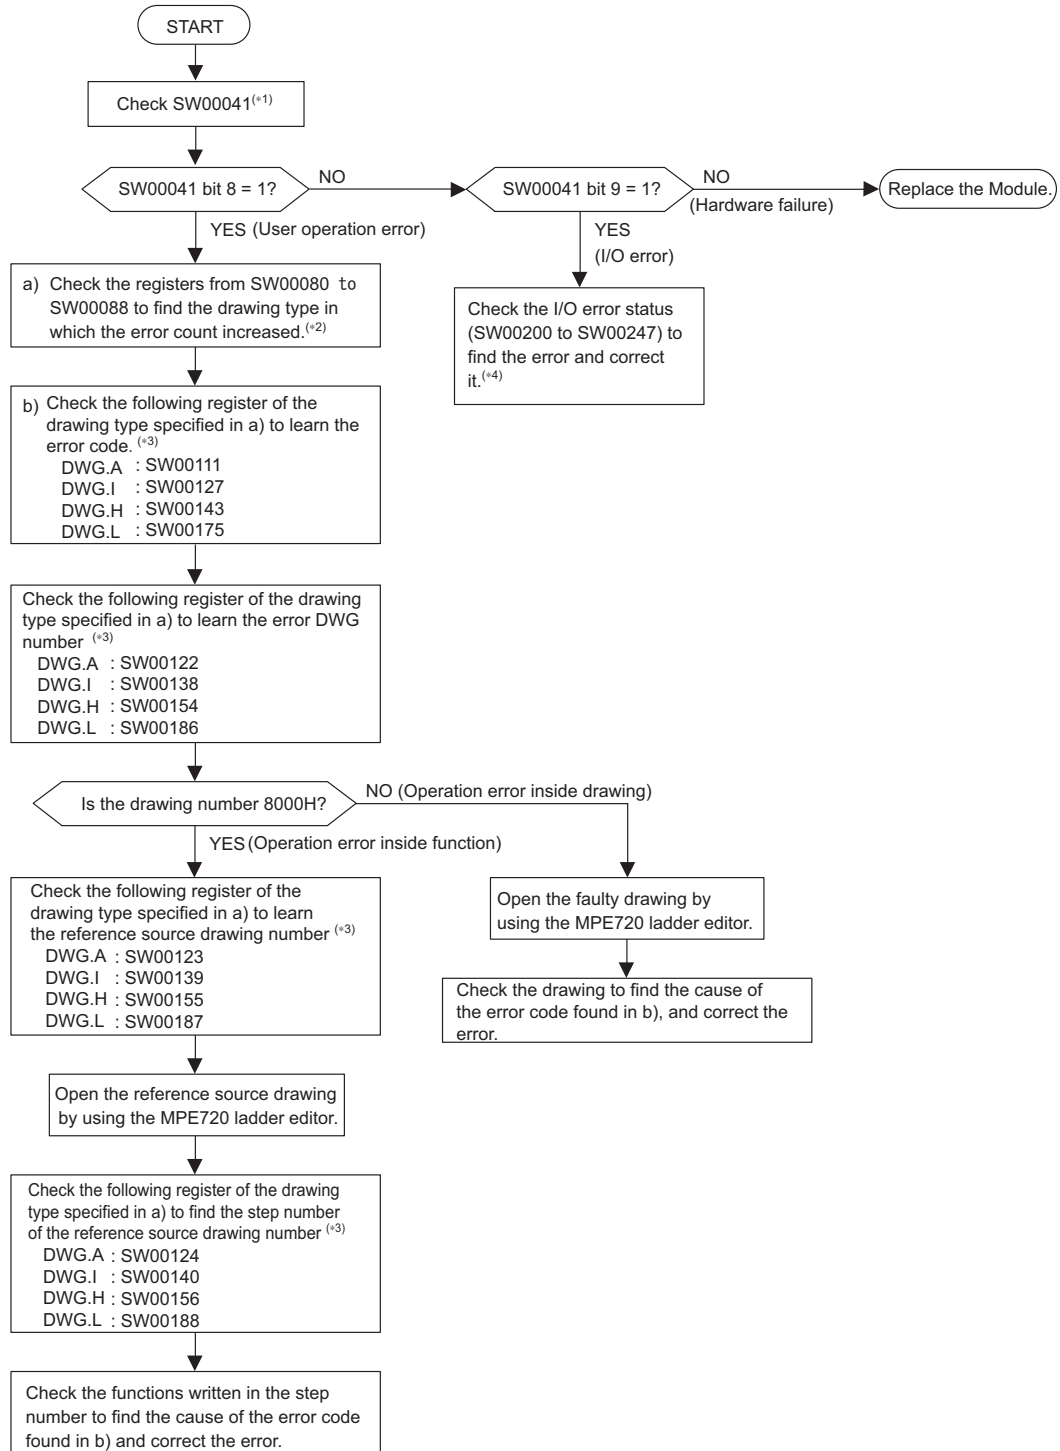 START
Check SW00041(*1)
SW00041 bit 8 = 1?
NO
SW00041 bit 9 = 1?
NO
(Hardware failure)
Replace the Module.
YES (User operation error)
YES
(I/O error)
a) Check the registers from SW00080 to
SW00088 to find the drawing type in
which the error count increased.(*2)
Check the I/O error status
(SW00200 to SW00247) to
find the error and correct
it.(*4)
b) Check the following register of the
drawing type specified in a) to learn the
error code. (*3)
DWG.A : SW00111
DWG.I : SW00127
DWG.H : SW00143
DWG.L : SW00175
Check the following register of the drawing
type specified in a) to learn the error DWG
number (*3)
DWG.A : SW00122
DWG.I : SW00138
DWG.H : SW00154
DWG.L : SW00186
Is the drawing number 8000H?
NO (Operation error inside drawing)
YES (Operation error inside function)
Check the following register of the
drawing type specified in a) to learn
the reference source drawing number (*3)
DWG.A : SW00123
DWG.I : SW00139
DWG.H : SW00155
DWG.L : SW00187
Open the faulty drawing by
using the MPE720 ladder editor.
Check the drawing to find the cause of
the error code found in b), and correct the
error.
Open the reference source drawing
by using the MPE720 ladder editor.
Check the following register of the drawing
type specified in a) to find the step number
of the reference source drawing number (*3)
DWG.A : SW00124
DWG.I : SW00140
DWG.H : SW00156
DWG.L : SW00188
Check the functions written in the step
number to find the cause of the error code
found in b) and correct the error.